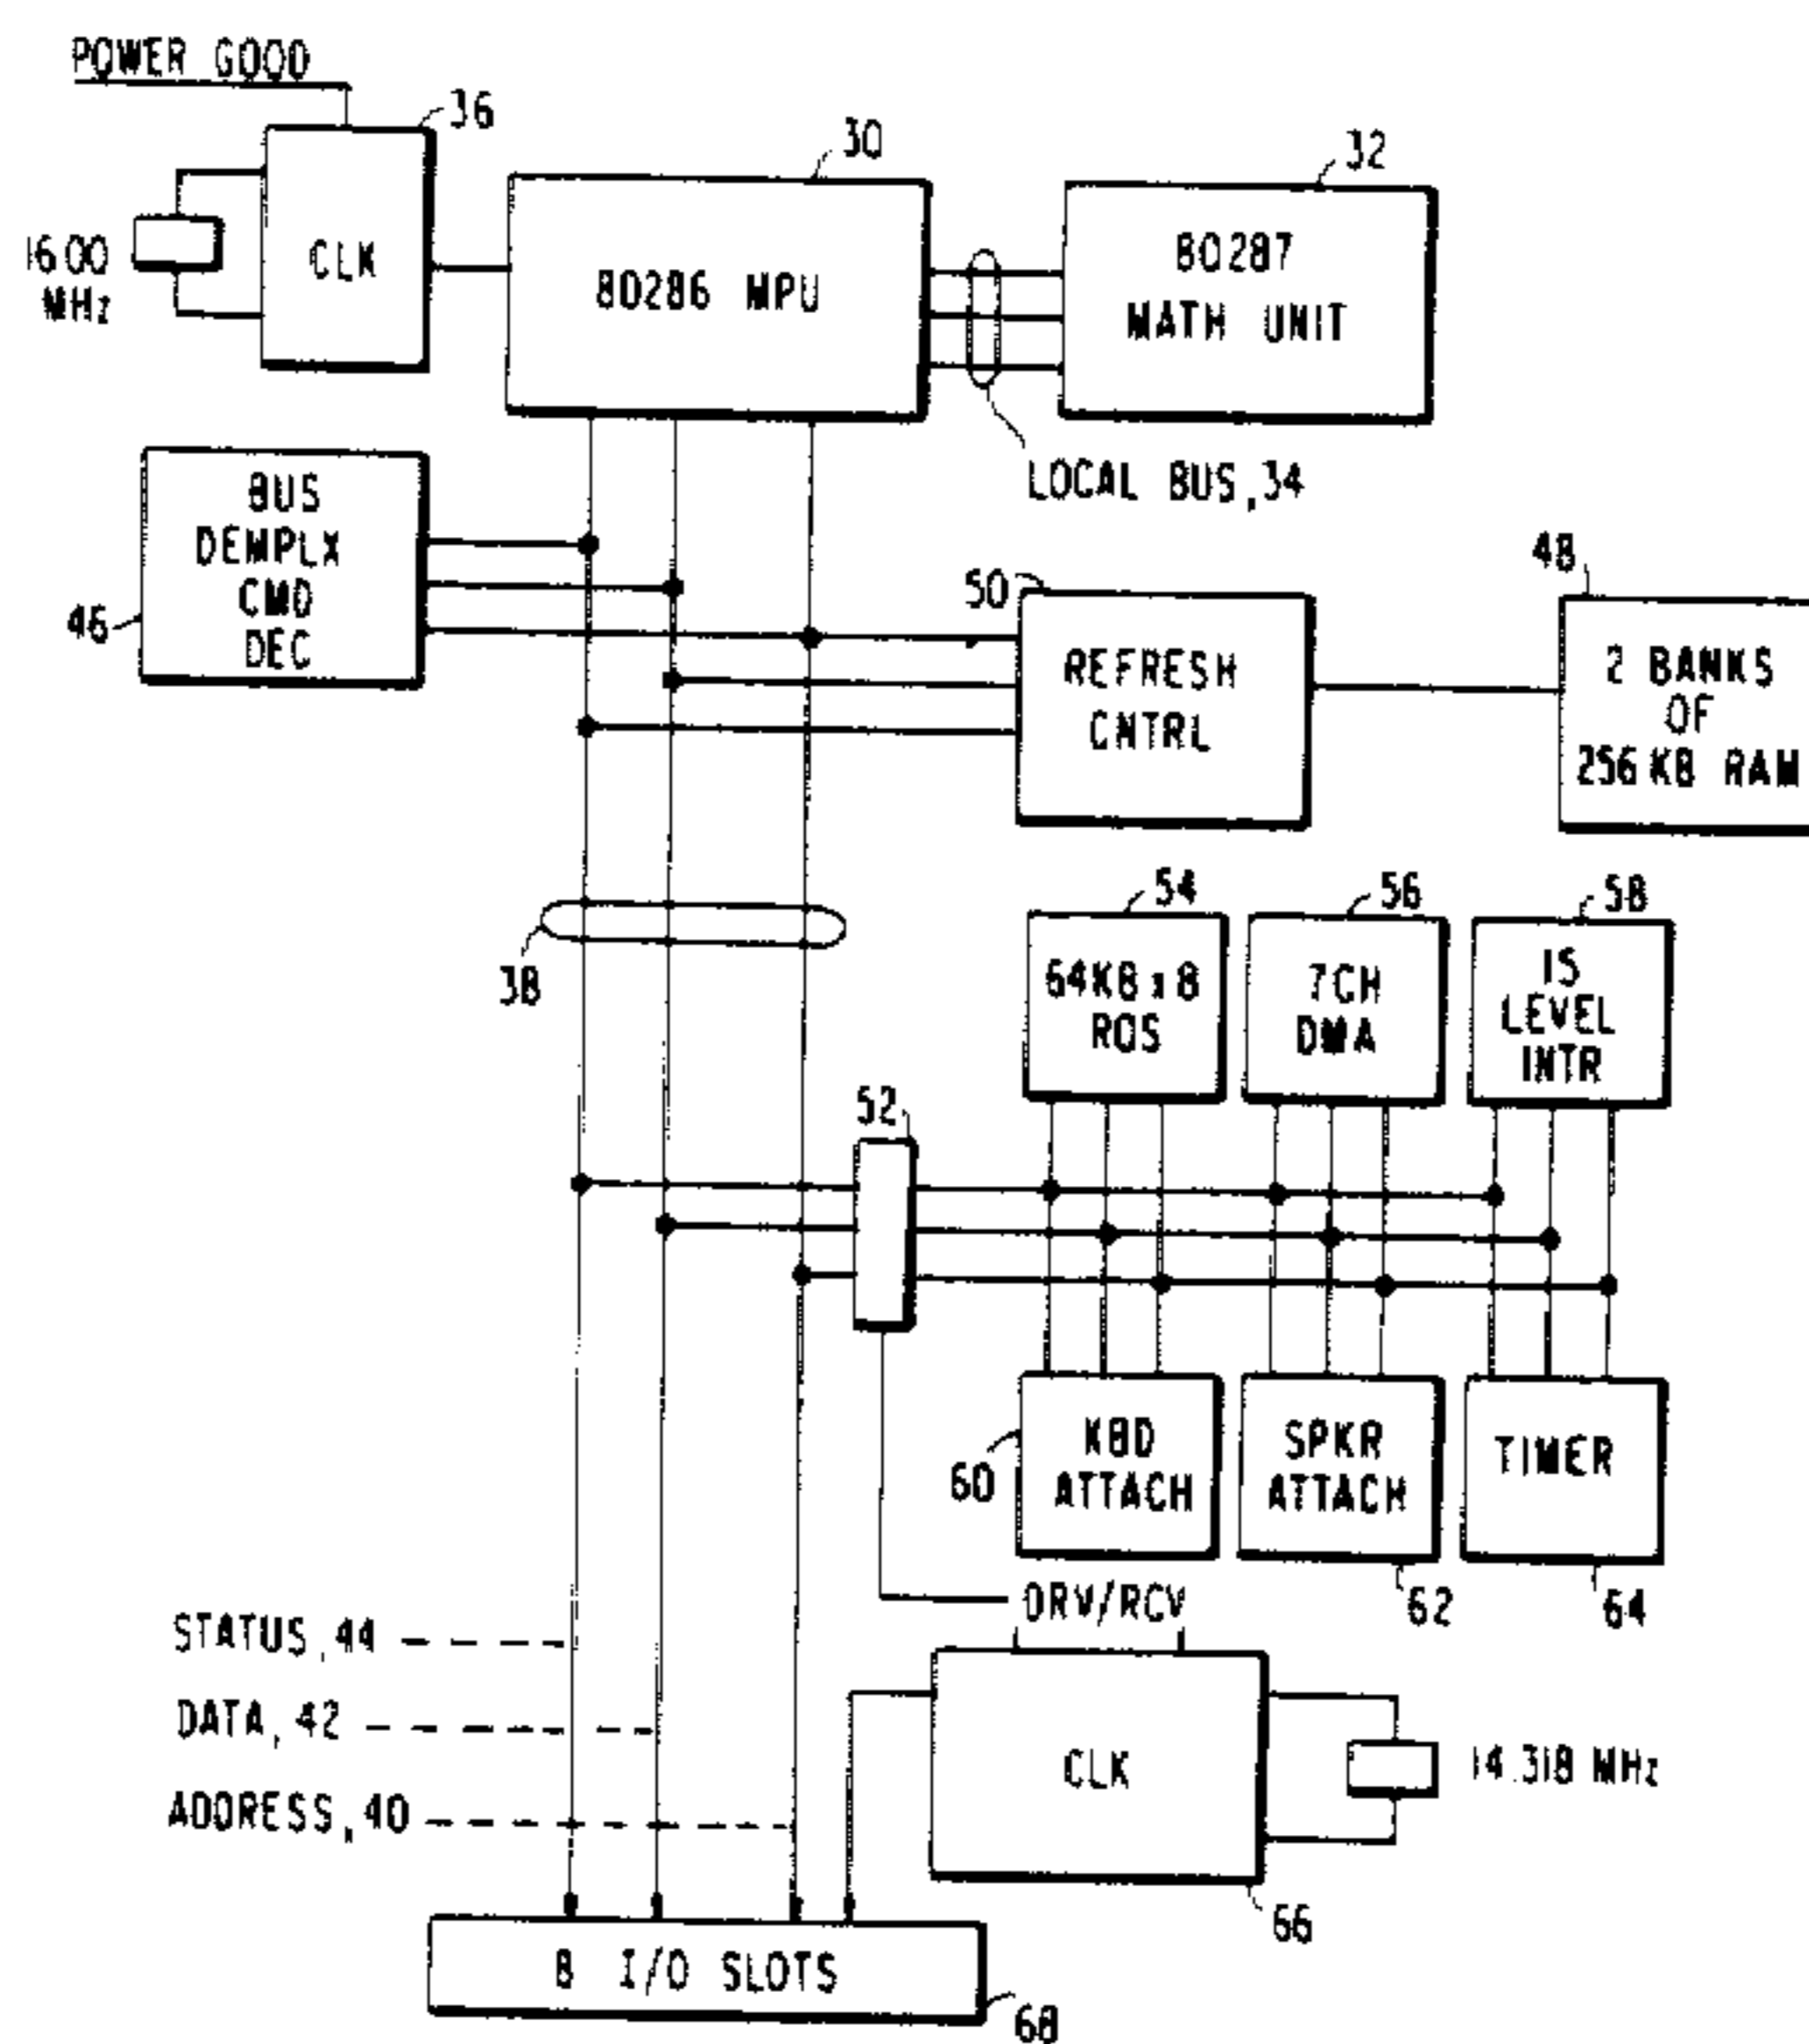 POWER GOOD
36
30
32
16.00
MHz
CLK
80286 MPU
80287
MATH UNIT
LOCAL BUS, 34
BUS
DEMPLX
CMD
DEC
46
50
48
REFRESH
CNTRL
2 BANKS
OF
256 KB RAM
38
54
56
58
64KB x 8
ROS
7CH
DMA
15
LEVEL
INTR
52
60
KBD
ATTACH
SPKR
ATTACH
TIMER
62
64
DRV/RCV
STATUS, 44
DATA, 42
ADDRESS, 40
CLK
14.318 MHz
66
8 I/O SLOTS
68